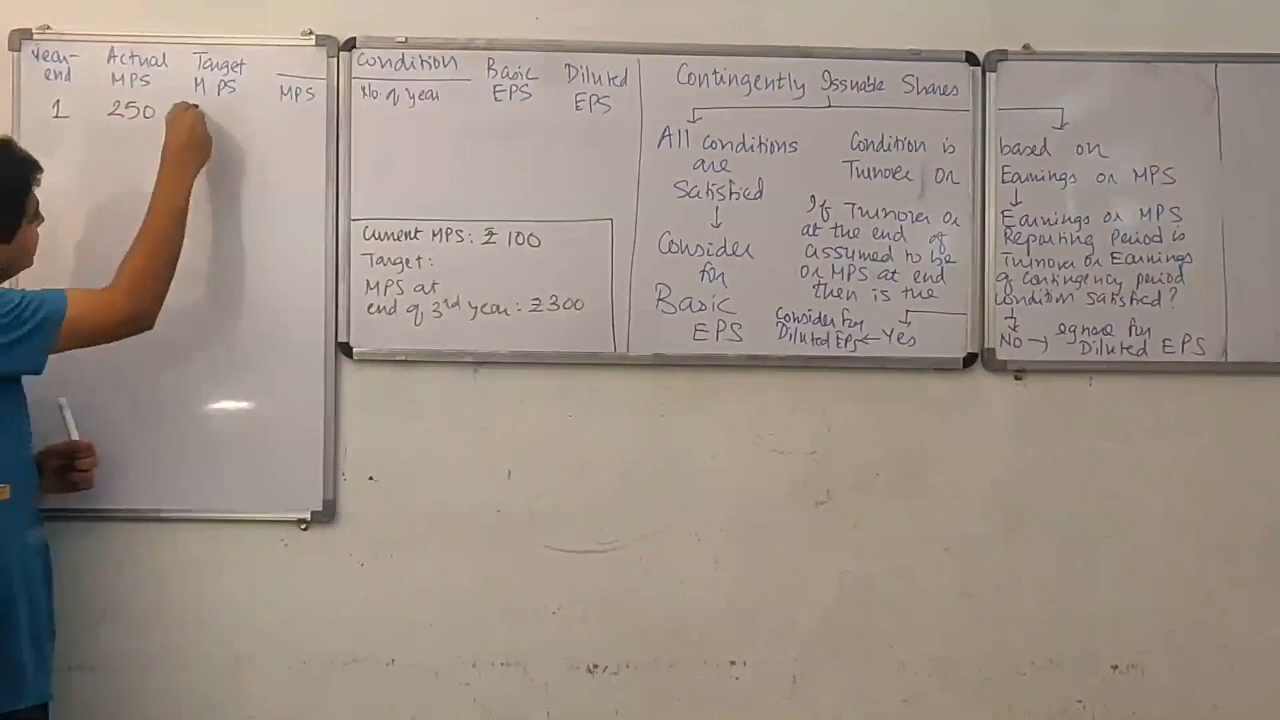 Year-end Actual MPS Target MPS MPS
1 250
Condition
No. of year
Basic EPS
Diluted EPS
Current MPS: ₹ 100
Target:
MPS at
end of 3rd year: ₹300
Contingently Issuable Shares
All conditions
are
Satisfied
Consider
for
Basic
EPS
Condition is based on
Turnover or Earnings or MPS
If Turnover or Earnings or MPS
at the end of Reporting Period is
assumed to be Turnover or Earnings
or MPS at end of Contingency period
then is the condition satisfied?
Yes
Consider for
Diluted EPS
No
ignore for
Diluted EPS